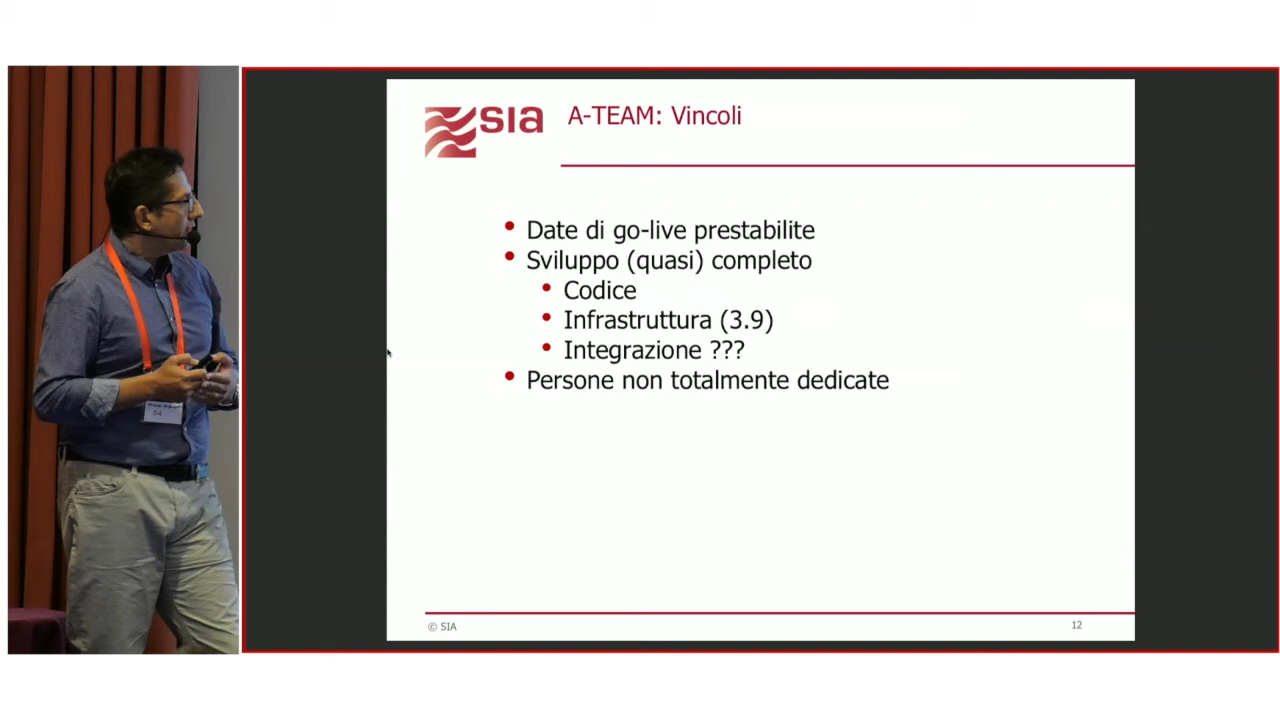 sia
A-TEAM: Vincoli
• Date di go-live prestabilite
• Sviluppo (quasi) completo
• Codice
• Infrastruttura (3.9)
• Integrazione ???
• Persone non totalmente dedicate
© SIA
12